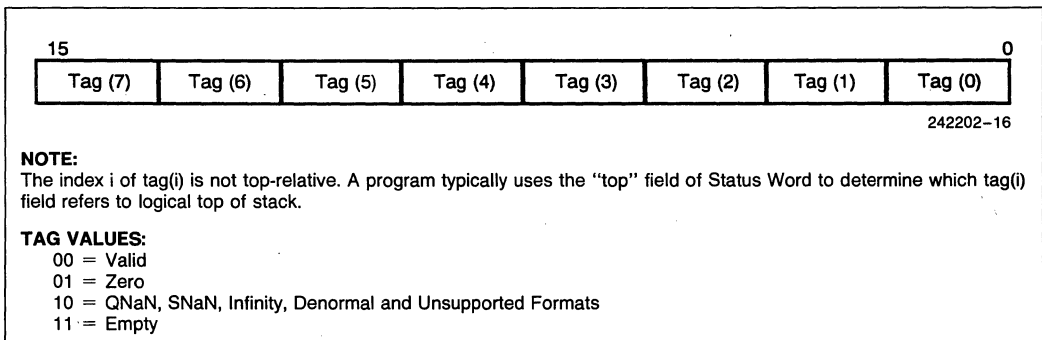 15 0
Tag (7) Tag (6) Tag (5) Tag (4) Tag (3) Tag (2) Tag (1) Tag (0)
242202–16
NOTE:
The index i of tag(i) is not top-relative. A program typically uses the “top” field of Status Word to determine which tag(i)
field refers to logical top of stack.
TAG VALUES:
00 = Valid
01 = Zero
10 = QNaN, SNaN, Infinity, Denormal and Unsupported Formats
11 = Empty